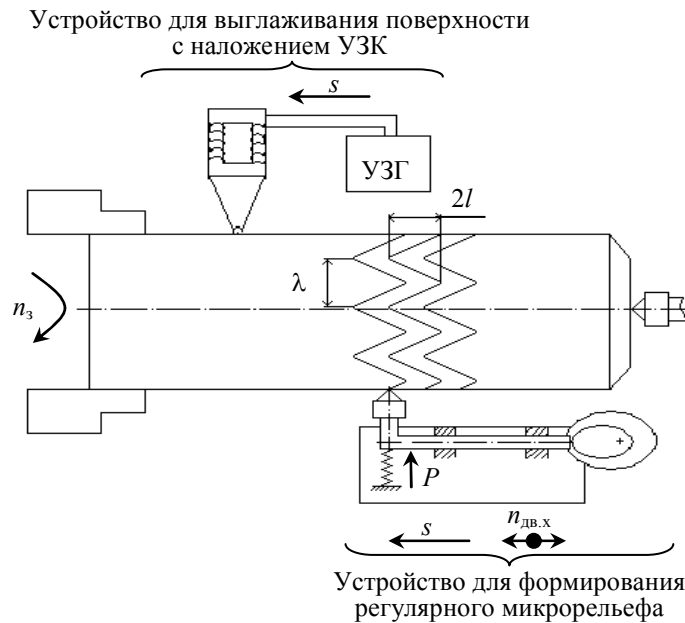 Устройство для выглаживания поверхности
с наложением УЗК
s
УЗГ
2l
λ
nз
P
nдв.х
s
Устройство для формирования
регулярного микрорельефа